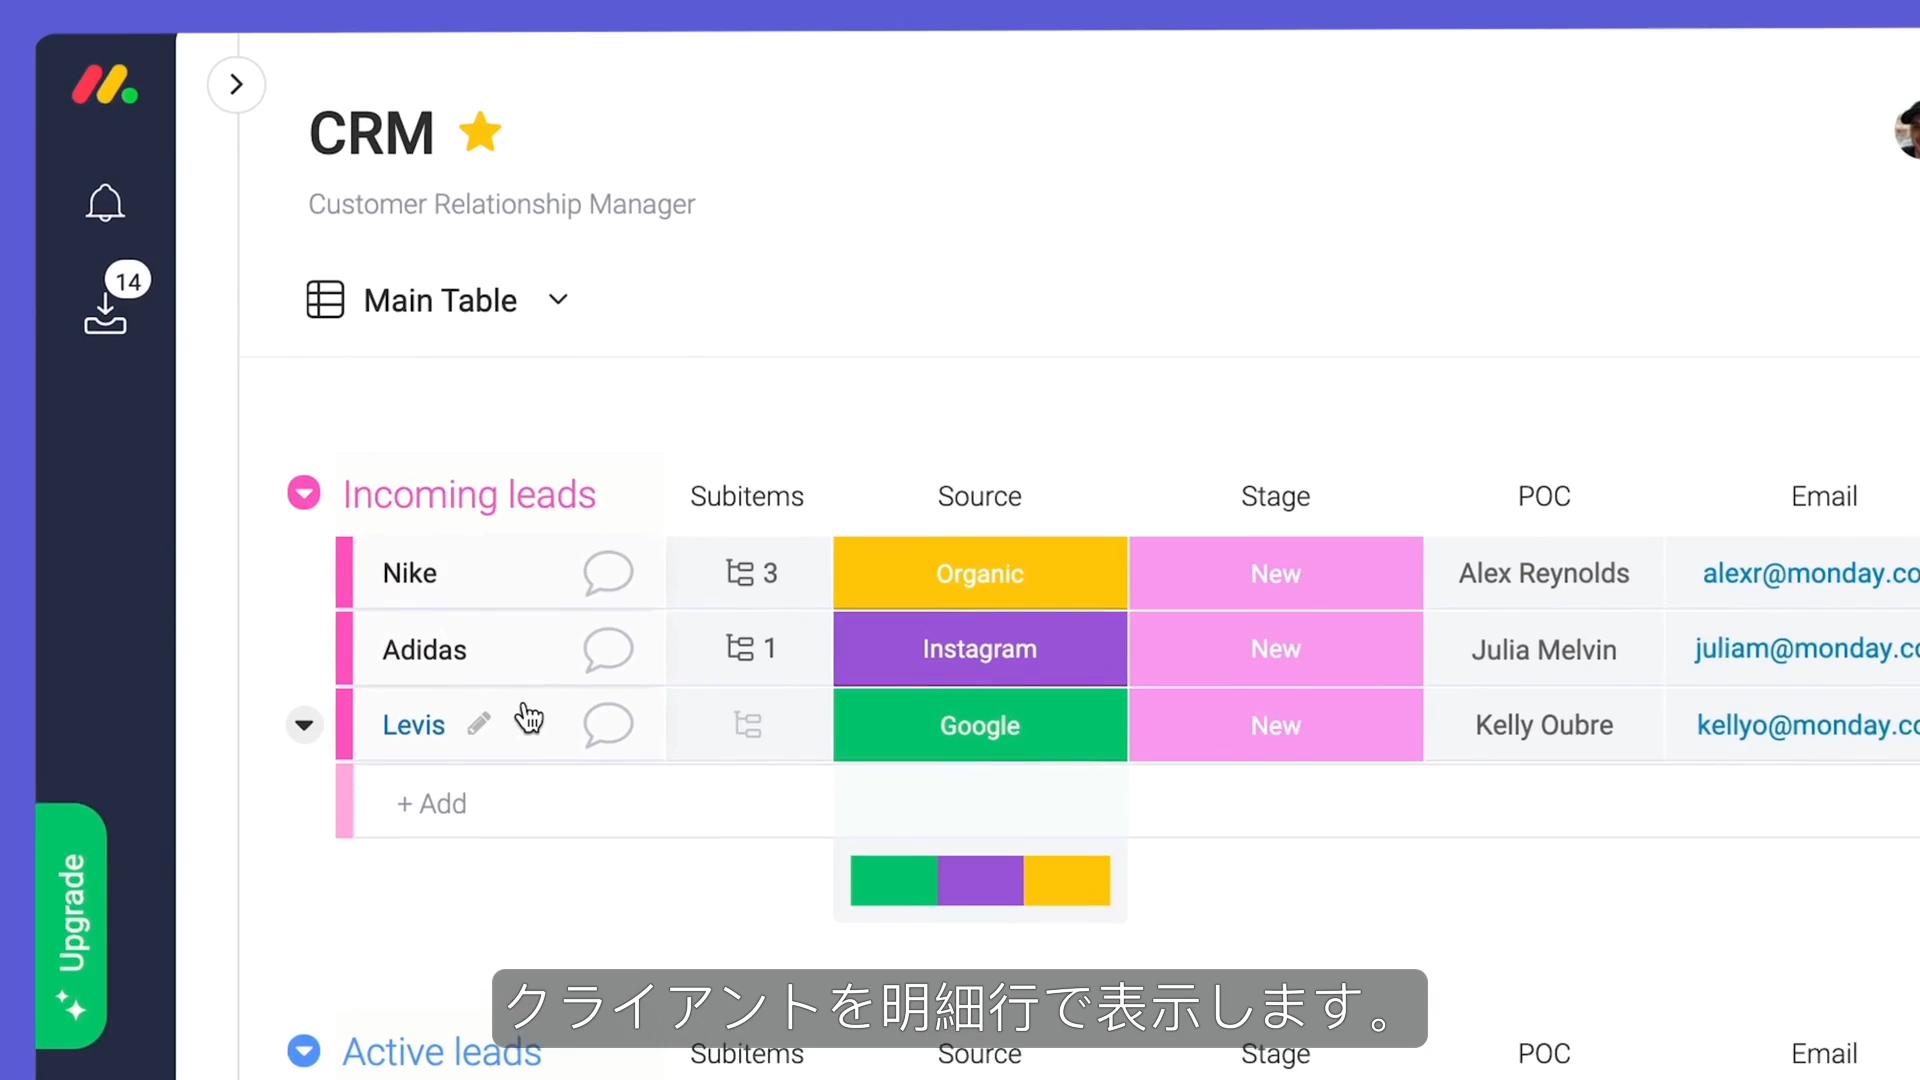 CRM
Customer Relationship Manager
14
Main Table
Incoming leads Subitems Source Stage POC Email
Nike 3 Organic New Alex Reynolds alexr@monday.co
Adidas 1 Instagram New Julia Melvin juliam@monday.co
Levis Google New Kelly Oubre kellyo@monday.co
+ Add
Upgrade
クライアントを明細行で表示します。
Active leads Subitems Source Stage POC Email